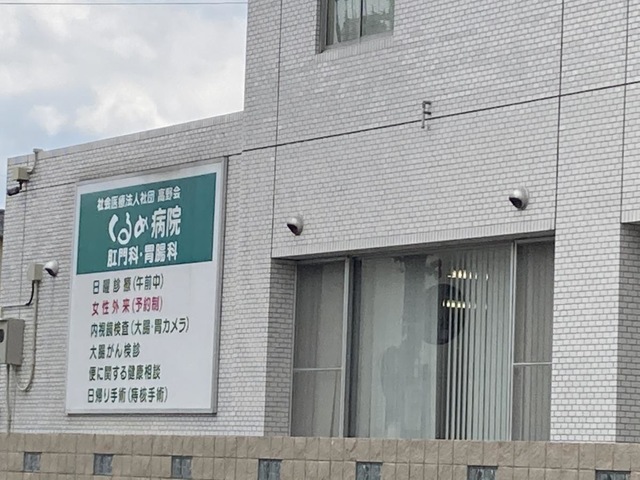 社会医療法人社団 高野会
くるめ病院
肛門科・胃腸科
日曜診療(午前中)
女性外来(予約制)
内視鏡検査(大腸・胃カメラ)
大腸がん検診
便に関する健康相談
日帰り手術(痔核手術)